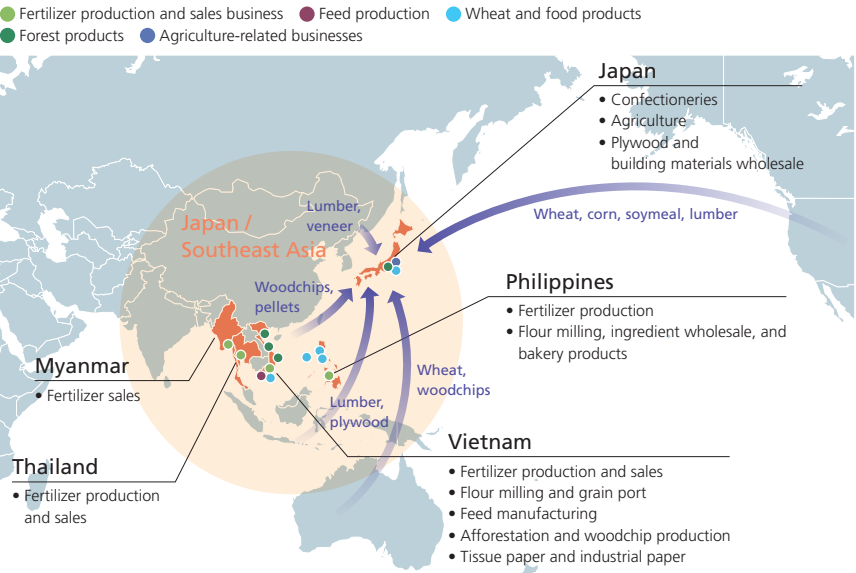 Fertilizer production and sales business Feed production Wheat and food products
Forest products Agriculture-related businesses
Japan
• Confectioneries
• Agriculture
• Plywood and
building materials wholesale
Lumber,
veneer
Wheat, corn, soymeal, lumber
Japan /
Southeast Asia
Woodchips,
pellets
Philippines
• Fertilizer production
• Flour milling, ingredient wholesale, and
bakery products
Myanmar
• Fertilizer sales
Wheat,
woodchips
Lumber,
plywood
Vietnam
• Fertilizer production and sales
• Flour milling and grain port
• Feed manufacturing
• Afforestation and woodchip production
• Tissue paper and industrial paper
Thailand
• Fertilizer production
and sales